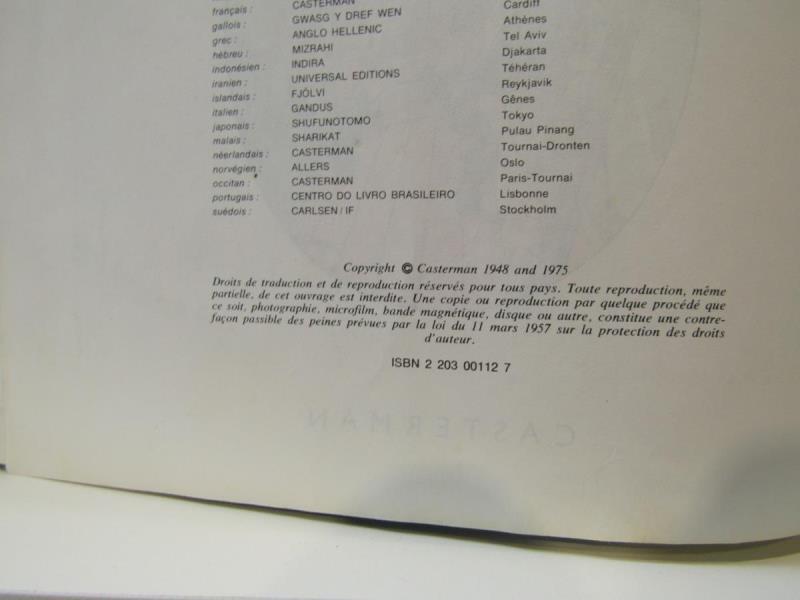 français : CASTERMAN
gallois : GWASG Y DREF WEN Cardiff
grec : ANGLO HELLENIC Athènes
hébreu : MIZRAHI Tel Aviv
indonésien : INDIRA Djakarta
iranien : UNIVERSAL EDITIONS Téhéran
islandais : FJÖLVI Reykjavik
italien : GANDUS Gênes
japonais : SHUFUNOTOMO Tokyo
malais : SHARIKAT Pulau Pinang
néerlandais : CASTERMAN Tournai-Dronten
norvégien : ALLERS Oslo
occitan : CASTERMAN Paris-Tournai
portugais : CENTRO DO LIVRO BRASILEIRO Lisbonne
suédois : CARLSEN/IF Stockholm
Copyright © Casterman 1948 and 1975
Droits de traduction et de reproduction réservés pour tous pays. Toute reproduction, même
partielle, de cet ouvrage est interdite. Une copie ou reproduction par quelque procédé que
ce soit, photographie, microfilm, bande magnétique, disque ou autre, constitue une contre-
façon passible des peines prévues par la loi du 11 mars 1957 sur la protection des droits
d'auteur.
ISBN 2 203 00112 7
CASTERMAN